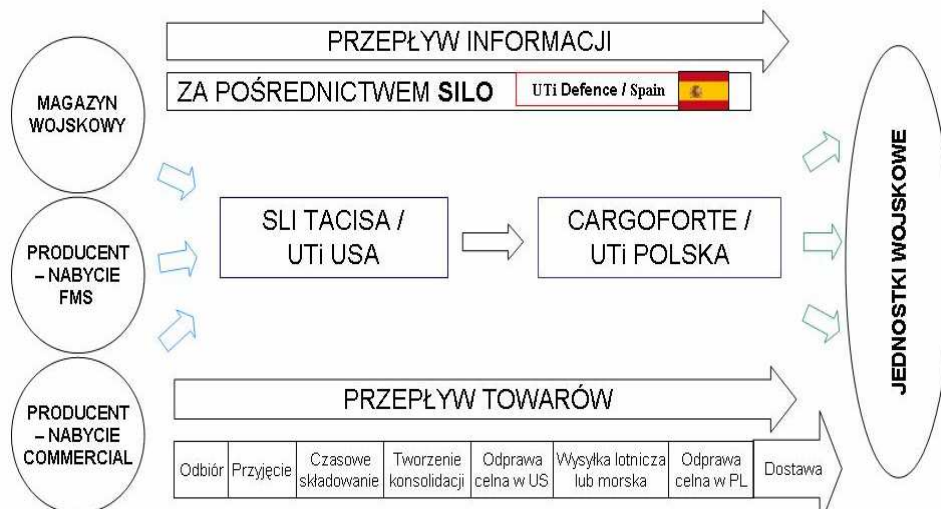 PRZEPŁYW INFORMACJI
ZA POŚREDNICTWEM SILO
UTi Defence / Spain
MAGAZYN
WOJSKOWY
PRODUCENT
– NABYCIE
FMS
PRODUCENT
– NABYCIE
COMMERCIAL
SLI TACISA /
UTi USA
CARGOFORTE /
UTi POLSKA
JEDNOSTKI WOJSKOWE
PRZEPŁYW TOWARÓW
Odbiór
Przyjęcie
Czasowe
składowanie
Tworzenie
konsolidacji
Odprawa
celna w US
Wysyłka lotnicza
lub morska
Odprawa
celna w PL
Dostawa